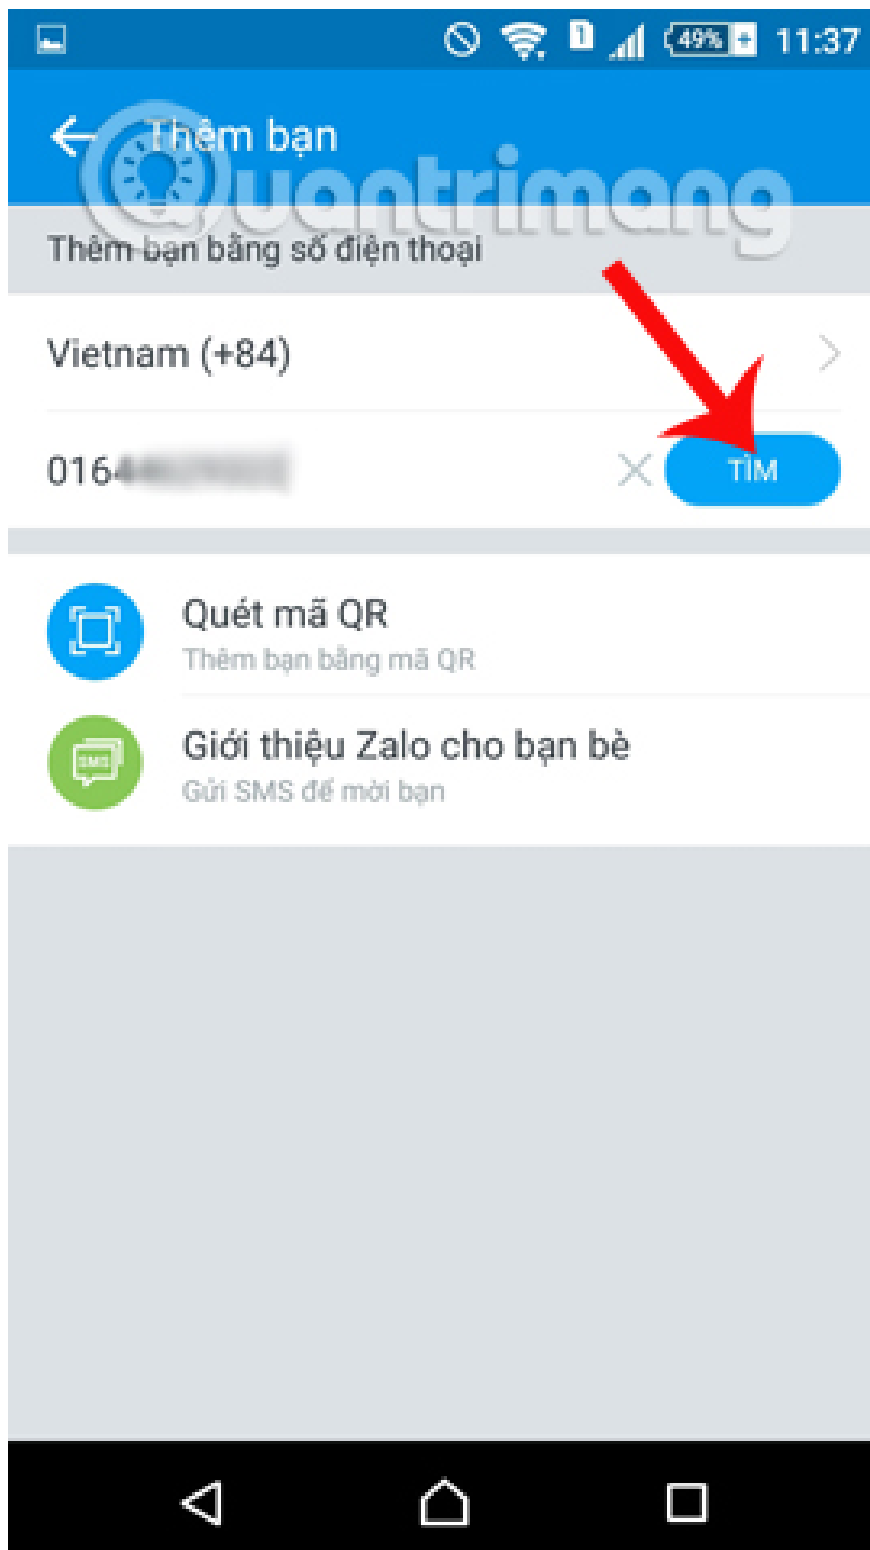 49% 11:37
Thêm bạn
Quantrimang
Thêm bạn bằng số điện thoại
Vietnam (+84)
0164
TÌM
Quét mã QR
Thêm bạn bằng mã QR
SMS
Giới thiệu Zalo cho bạn bè
Gửi SMS để mời bạn